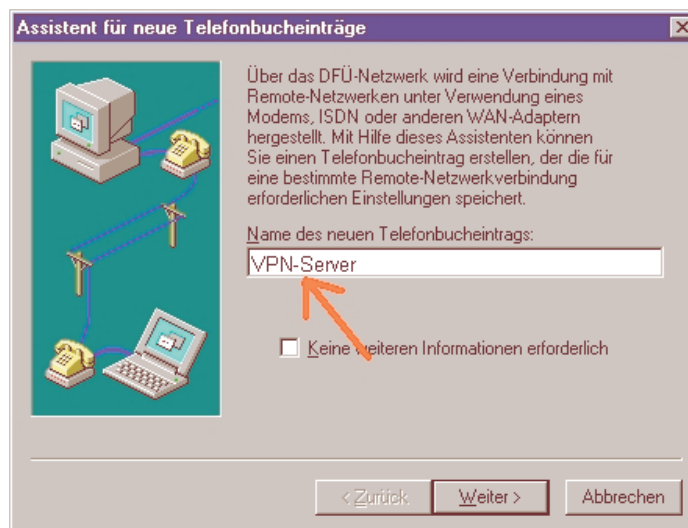 Assistent für neue Telefonbucheinträge
Über das DFÜ-Netzwerk wird eine Verbindung mit
Remote-Netzwerken unter Verwendung eines
Modems, ISDN oder anderen WAN-Adaptern
hergestellt. Mit Hilfe dieses Assistenten können
Sie einen Telefonbucheintrag erstellen, der die für
eine bestimmte Remote-Netzwerkverbindung
erforderlichen Einstellungen speichert.
Name des neuen Telefonbucheintrags:
VPN-Server
Keine weiteren Informationen erforderlich
< Zurück
Weiter >
Abbrechen